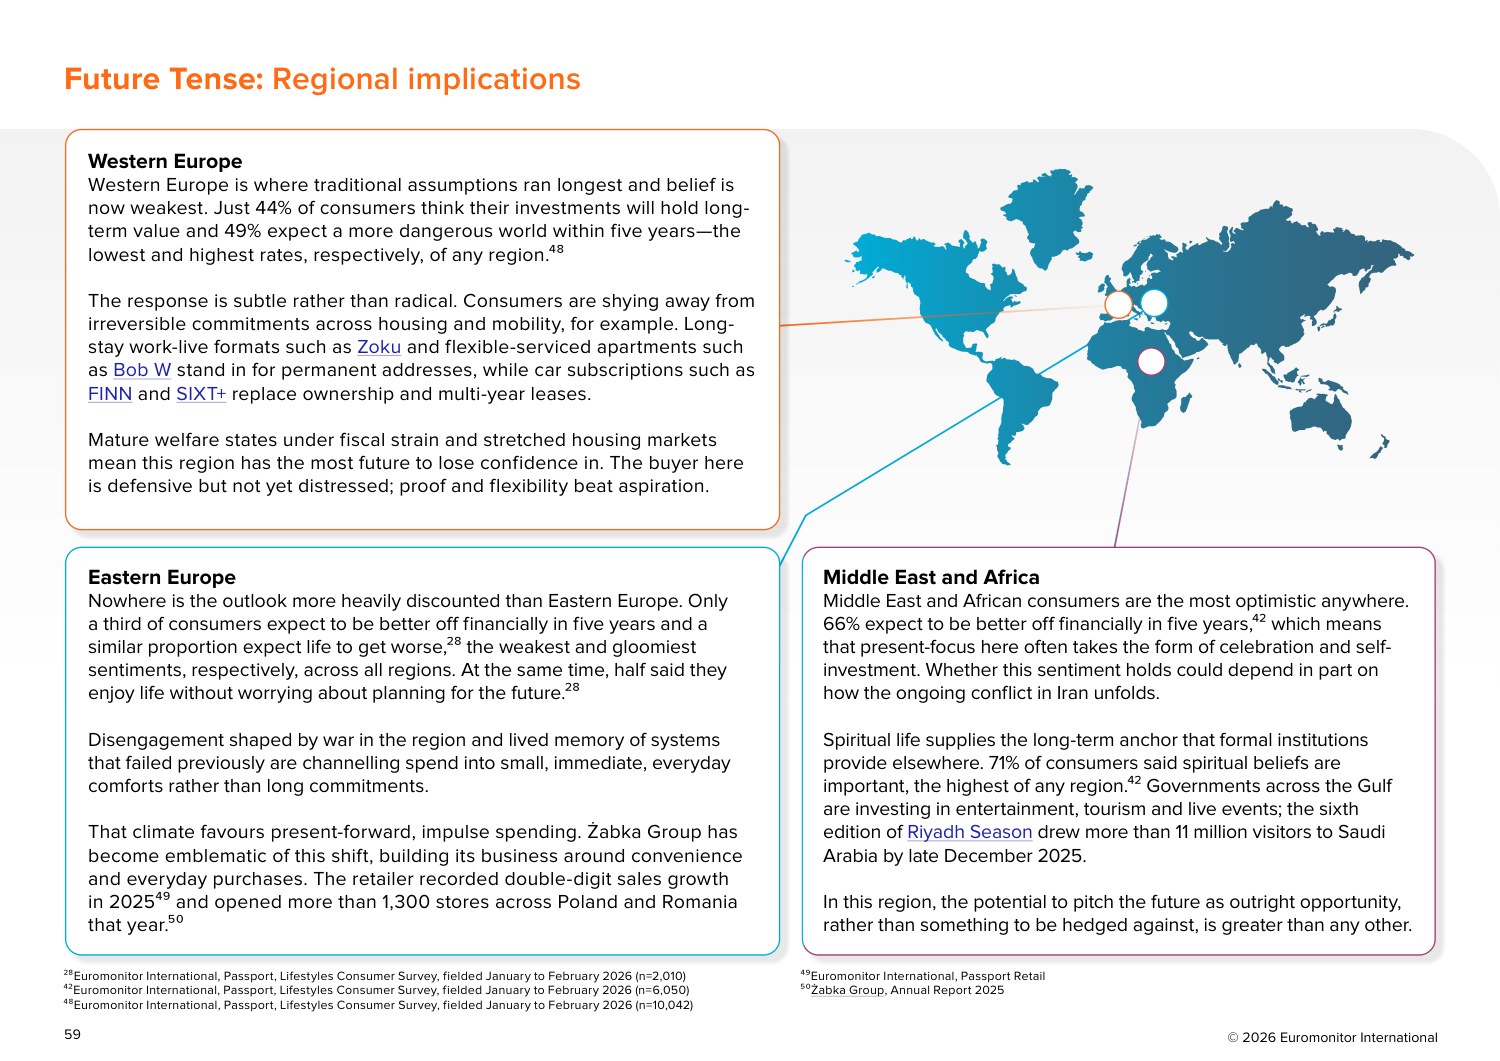 Future Tense: Regional implications
Western Europe
Western Europe is where traditional assumptions ran longest and belief is
now weakest. Just 44% of consumers think their investments will hold long-
term value and 49% expect a more dangerous world within five years—the
lowest and highest rates, respectively, of any region.⁴⁸
The response is subtle rather than radical. Consumers are shying away from
irreversible commitments across housing and mobility, for example. Long-
stay work-live formats such as Zoku and flexible-serviced apartments such
as Bob W stand in for permanent addresses, while car subscriptions such as
FINN and SIXT+ replace ownership and multi-year leases.
Mature welfare states under fiscal strain and stretched housing markets
mean this region has the most future to lose confidence in. The buyer here
is defensive but not yet distressed; proof and flexibility beat aspiration.
Eastern Europe
Nowhere is the outlook more heavily discounted than Eastern Europe. Only
a third of consumers expect to be better off financially in five years and a
similar proportion expect life to get worse,²⁸ the weakest and gloomiest
sentiments, respectively, across all regions. At the same time, half said they
enjoy life without worrying about planning for the future.²⁸
Disengagement shaped by war in the region and lived memory of systems
that failed previously are channelling spend into small, immediate, everyday
comforts rather than long commitments.
That climate favours present-forward, impulse spending. Żabka Group has
become emblematic of this shift, building its business around convenience
and everyday purchases. The retailer recorded double-digit sales growth
in 2025⁴⁹ and opened more than 1,300 stores across Poland and Romania
that year.⁵⁰
Middle East and Africa
Middle East and African consumers are the most optimistic anywhere.
66% expect to be better off financially in five years,⁴² which means
that present-focus here often takes the form of celebration and self-
investment. Whether this sentiment holds could depend in part on
how the ongoing conflict in Iran unfolds.
Spiritual life supplies the long-term anchor that formal institutions
provide elsewhere. 71% of consumers said spiritual beliefs are
important, the highest of any region.⁴² Governments across the Gulf
are investing in entertainment, tourism and live events; the sixth
edition of Riyadh Season drew more than 11 million visitors to Saudi
Arabia by late December 2025.
In this region, the potential to pitch the future as outright opportunity,
rather than something to be hedged against, is greater than any other.
²⁸Euromonitor International, Passport, Lifestyles Consumer Survey, fielded January to February 2026 (n=2,010)
⁴²Euromonitor International, Passport, Lifestyles Consumer Survey, fielded January to February 2026 (n=6,050)
⁴⁸Euromonitor International, Passport, Lifestyles Consumer Survey, fielded January to February 2026 (n=10,042)
⁴⁹Euromonitor International, Passport Retail
⁵⁰Żabka Group, Annual Report 2025
59
© 2026 Euromonitor International